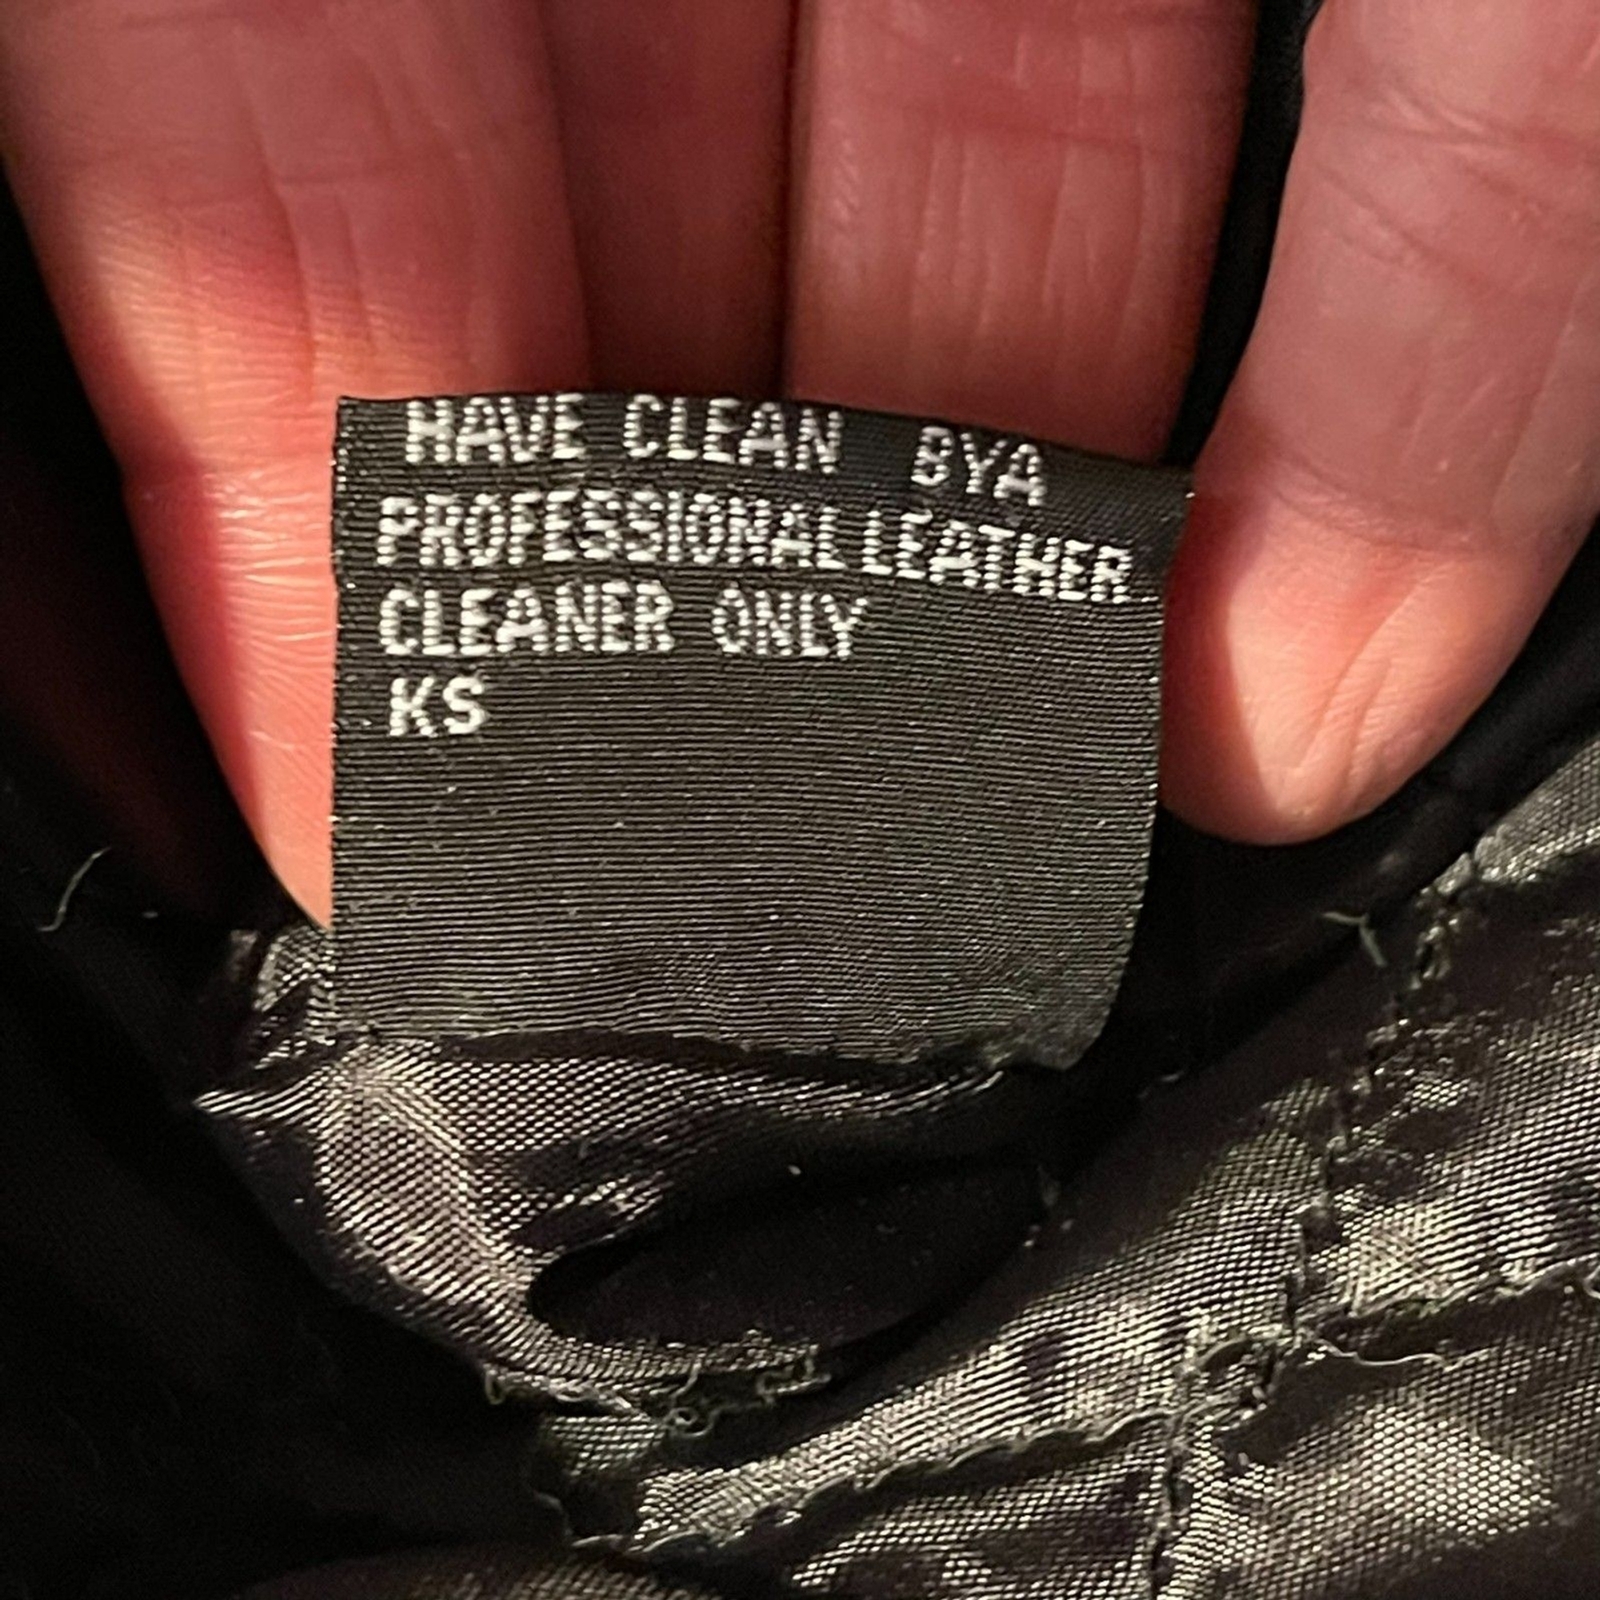 HAVE CLEAN BYA
PROFESSIONAL LEATHER
CLEANER ONLY
KS